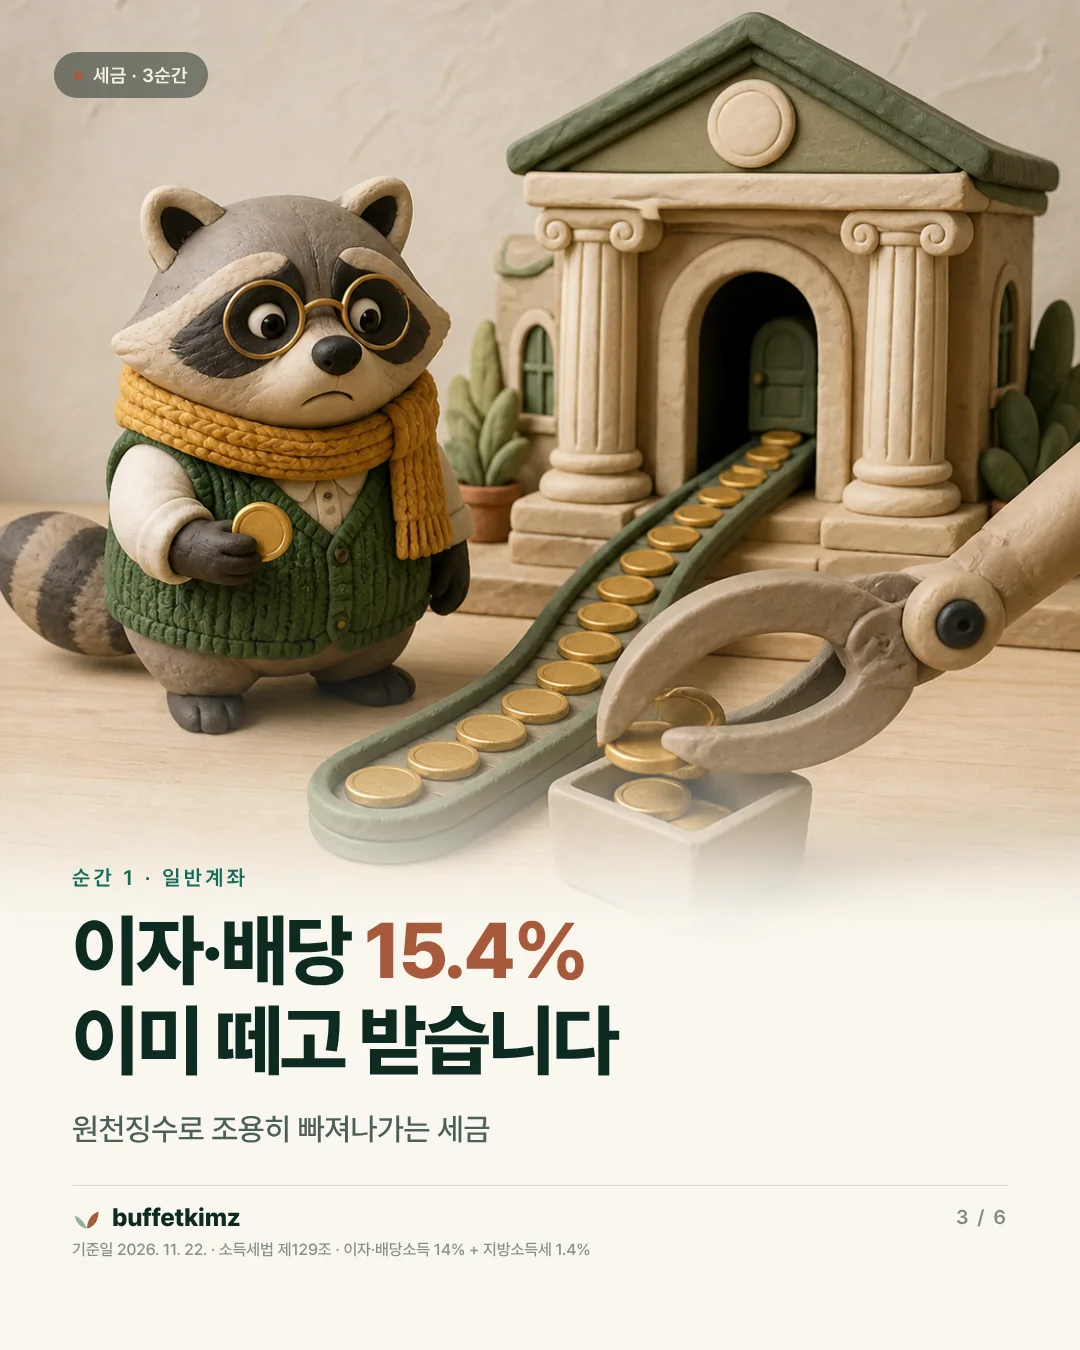 세금 · 3순간
순간 1 · 일반계좌
이자·배당 15.4%
이미 떼고 받습니다
원천징수로 조용히 빠져나가는 세금
buffetkimz
3 / 6
기준일 2026. 11. 22. · 소득세법 제129조 · 이자·배당소득 14% + 지방소득세 1.4%